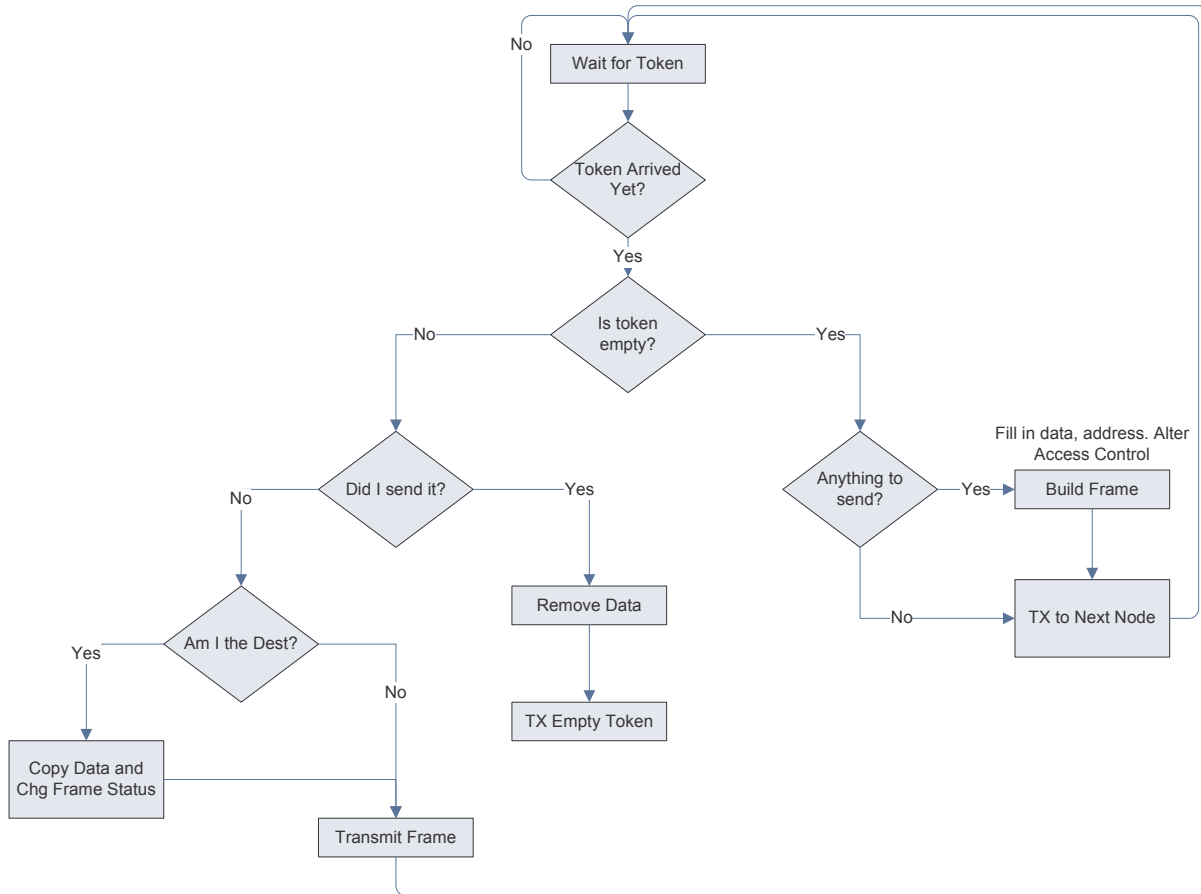 No
Wait for Token
Token Arrived
Yet?
Yes
Is token
empty?
No
Yes
Did I send it?
No
Yes
Anything to
send?
Yes
No
Fill in data, address. Alter
Access Control
Build Frame
TX to Next Node
Remove Data
TX Empty Token
Am I the Dest?
Yes
No
Copy Data and
Chg Frame Status
Transmit Frame